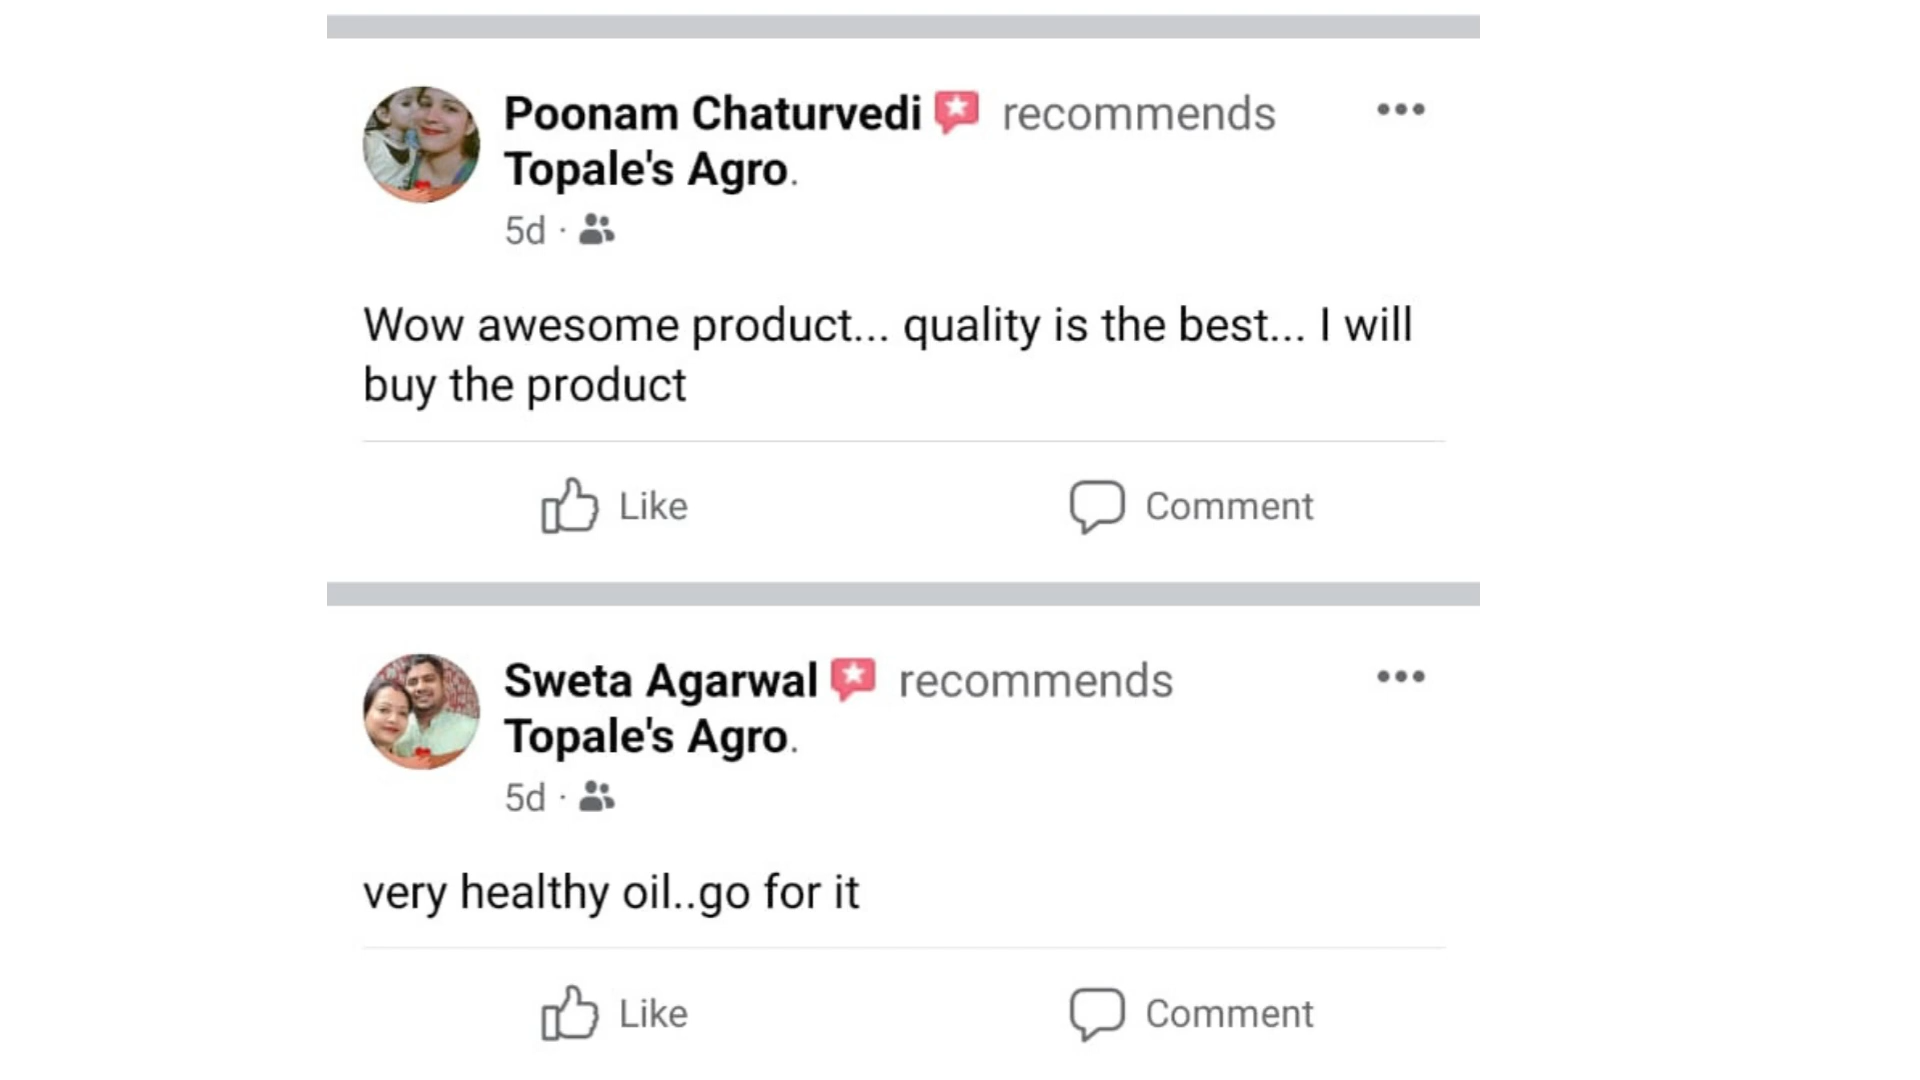 Poonam Chaturvedi recommends
Topale's Agro.
5d ·
Wow awesome product... quality is the best... I will
buy the product
Like Comment
Sweta Agarwal recommends
Topale's Agro.
5d ·
very healthy oil..go for it
Like Comment